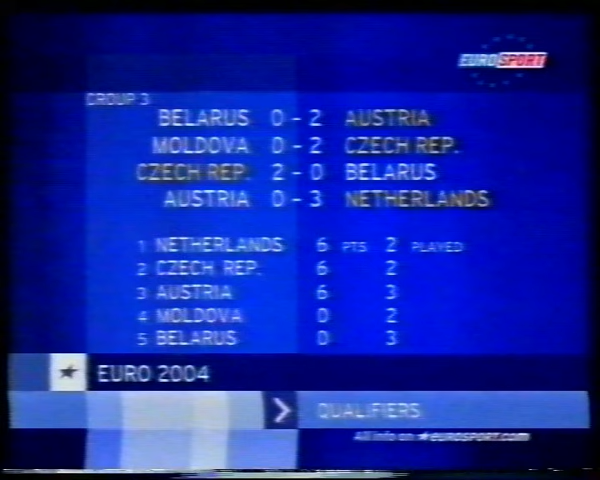 EUROSPORT
GROUP 3
BELARUS 0 - 2 AUSTRIA
MOLDOVA 0 - 2 CZECH REP.
CZECH REP. 2 - 0 BELARUS
AUSTRIA 0 - 3 NETHERLANDS
1 NETHERLANDS 6 PTS 2 PLAYED
2 CZECH REP. 6 2
3 AUSTRIA 6 3
4 MOLDOVA 0 2
5 BELARUS 0 3
EURO 2004
QUALIFIERS
All info on eurosport.com